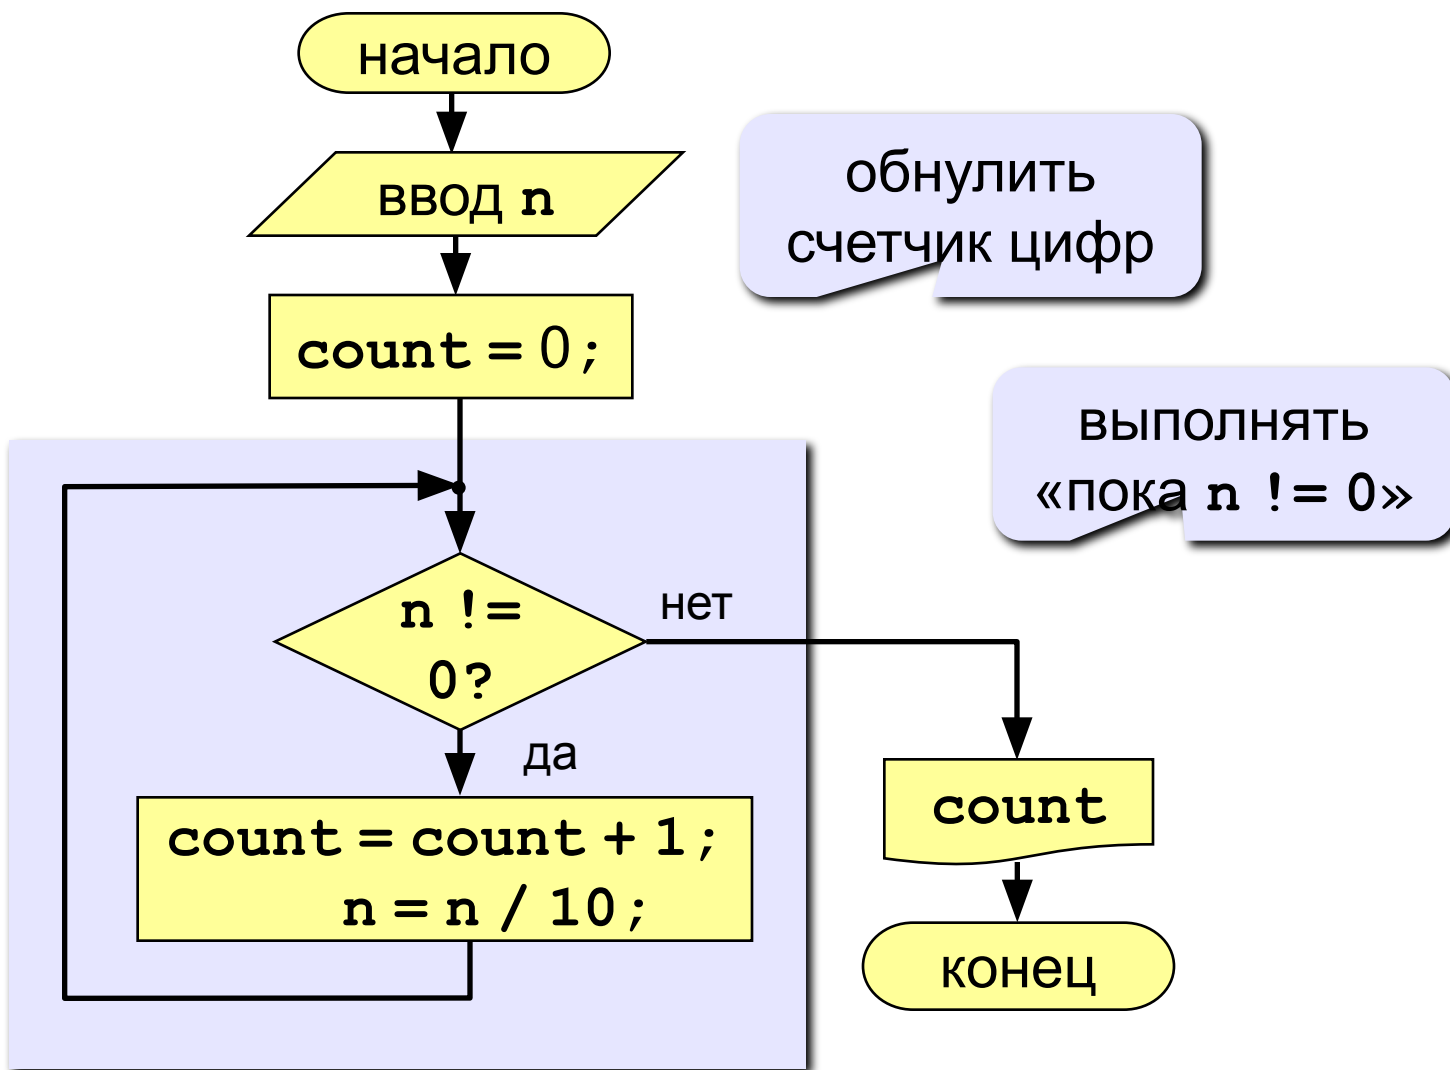 начало
ввод n
обнулить
счетчик цифр
count = 0;
выполнять
«пока n != 0»
n !=
0?
нет
да
count = count + 1;
n = n / 10;
count
конец